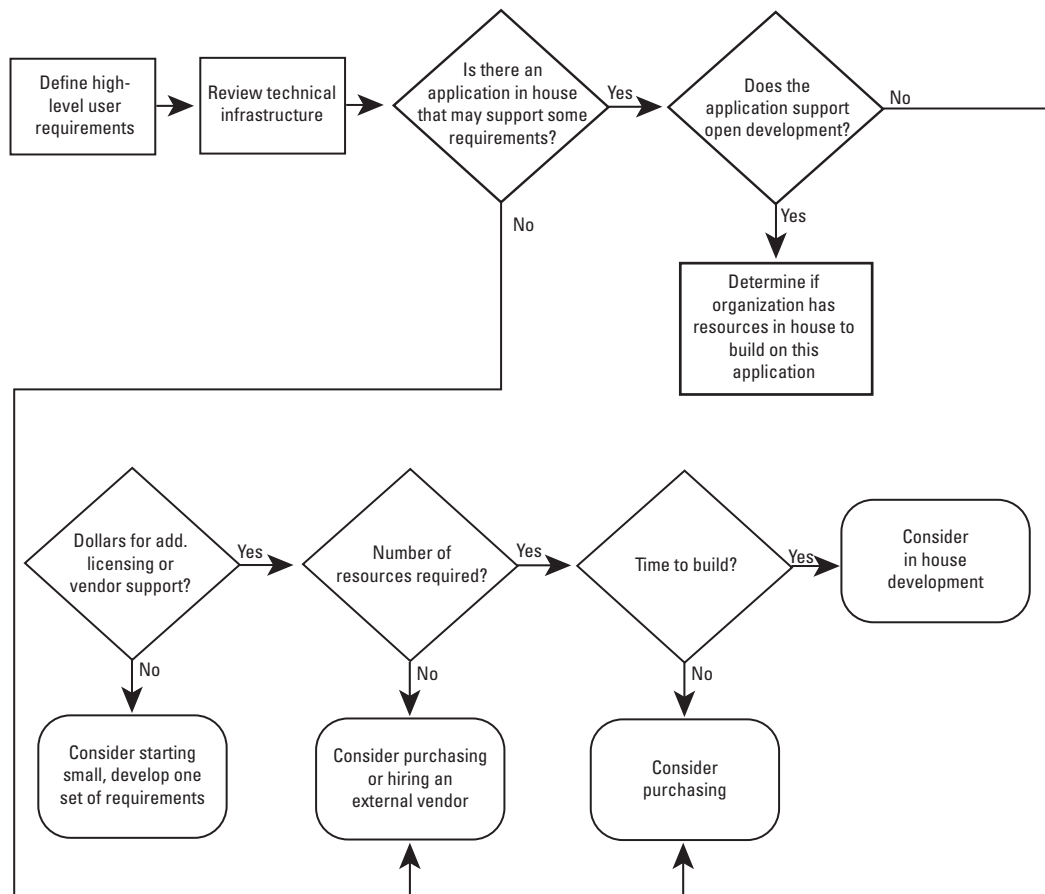 Define high-
level user
requirements
Review technical
infrastructure
Is there an
application in house
that may support some
requirements?
Yes
Does the
application support
open development?
No
No
Yes
Determine if
organization has
resources in house to
build on this
application
Dollars for add.
licensing or
vendor support?
Yes
Number of
resources required?
Yes
Time to build?
Yes
Consider
in house
development
No
No
No
Consider starting
small, develop one
set of requirements
Consider purchasing
or hiring an
external vendor
Consider
purchasing